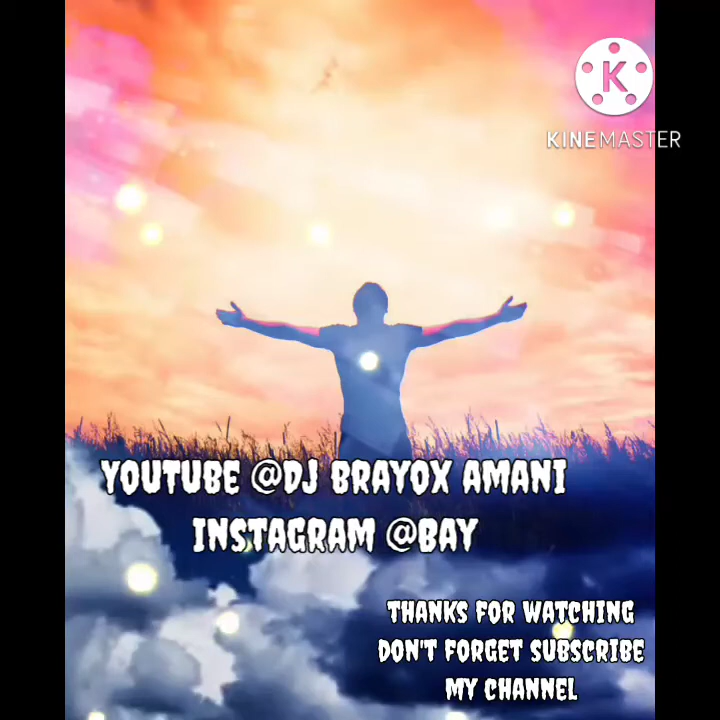 K
KINEMASTER
YOUTUBE @DJ BRAYOX AMANI
INSTAGRAM @BAY
THANKS FOR WATCHING
DON'T FORGET SUBSCRIBE
MY CHANNEL